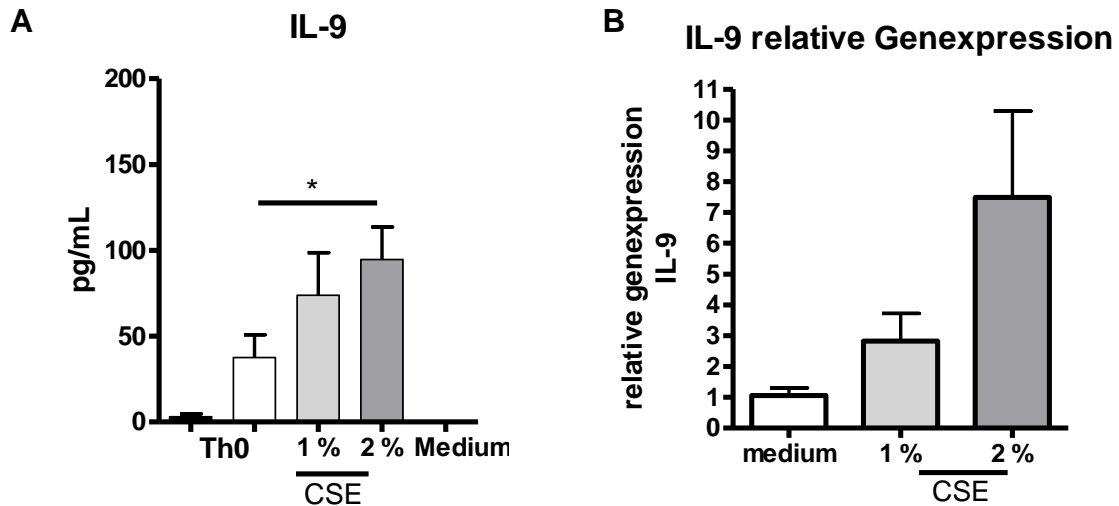 A
IL-9
pg/mL
200
150
100
50
0
*
Th0 1 % 2 % Medium
CSE
B
IL-9 relative Genexpression
relative genexpression
IL-9
11
10
9
8
7
6
5
4
3
2
1
0
medium 1 % 2 %
CSE